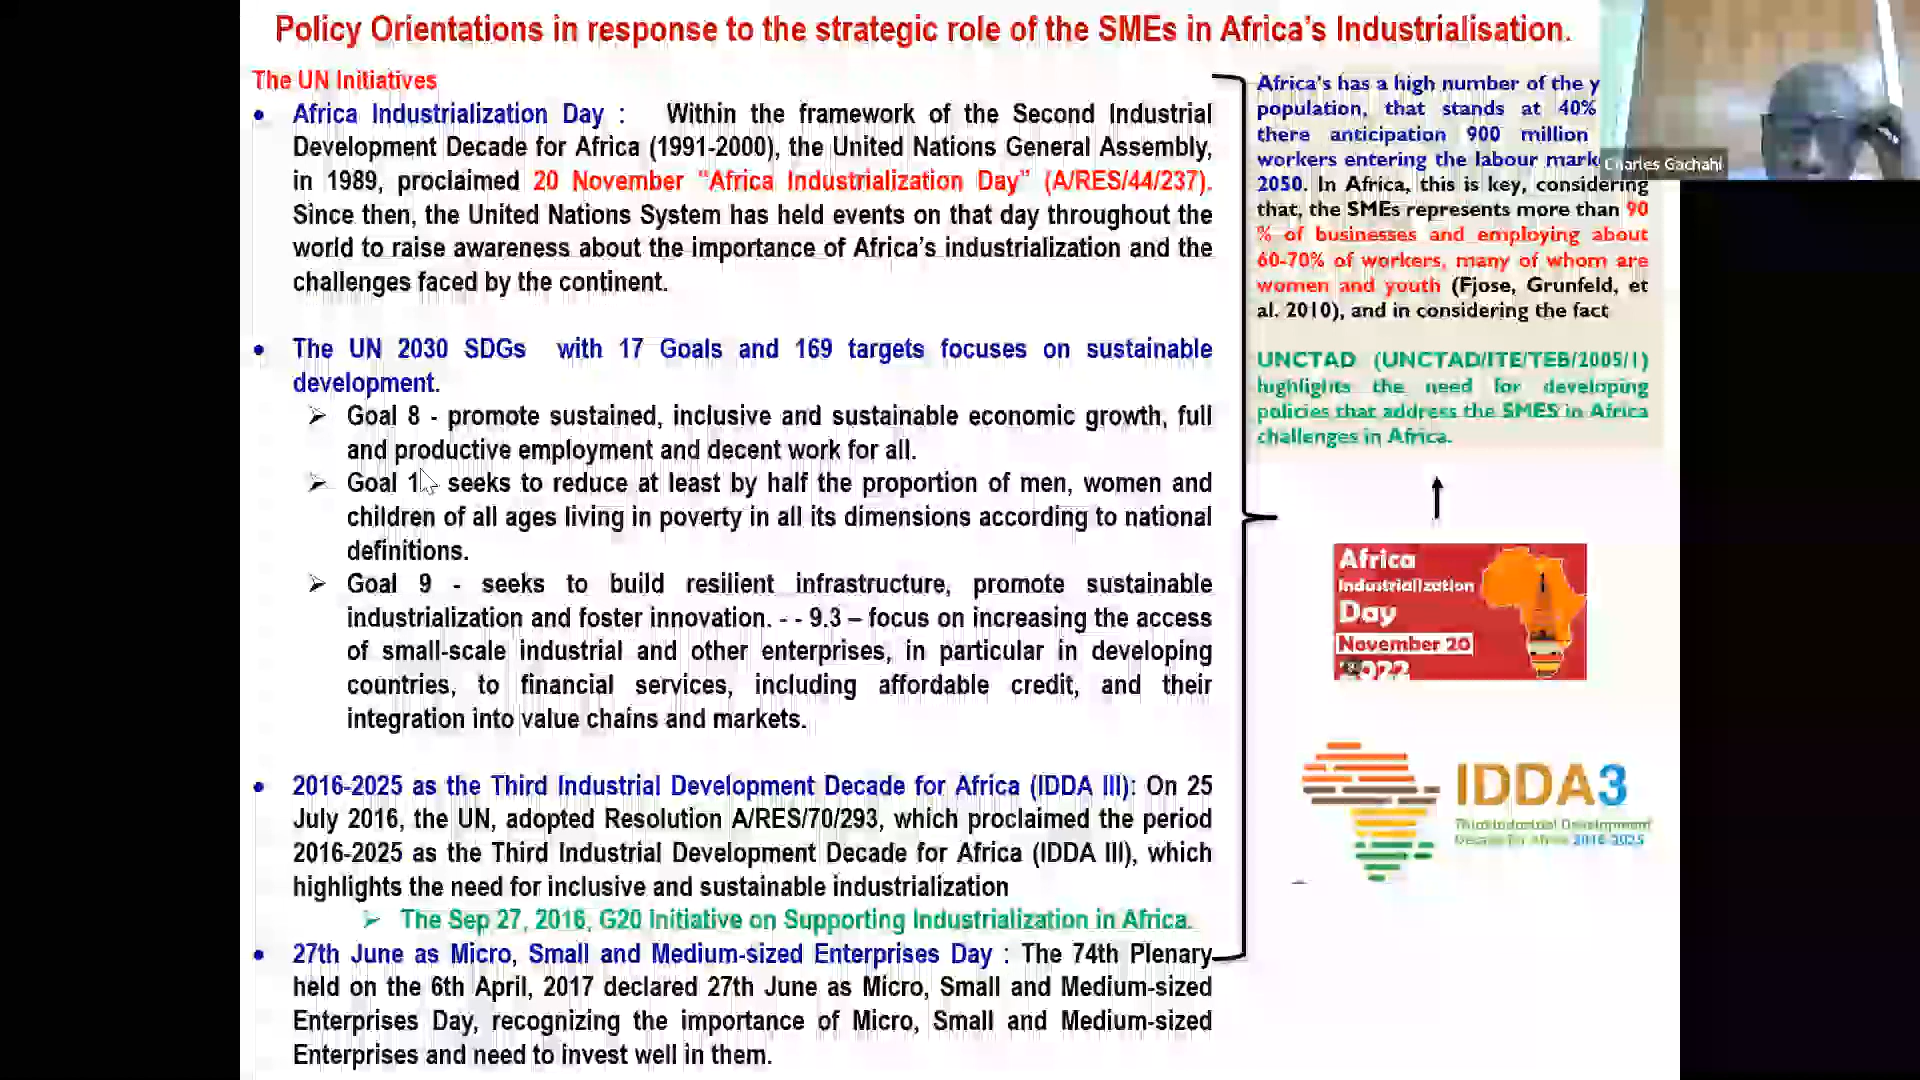 Policy Orientations in response to the strategic role of the SMEs in Africa's Industrialisation.
The UN Initiatives
• Africa Industrialization Day : Within the framework of the Second Industrial
Development Decade for Africa (1991-2000), the United Nations General Assembly,
in 1989, proclaimed 20 November “Africa Industrialization Day” (A/RES/44/237).
Since then, the United Nations System has held events on that day throughout the
world to raise awareness about the importance of Africa’s industrialization and the
challenges faced by the continent.
• The UN 2030 SDGs with 17 Goals and 169 targets focuses on sustainable
development.
➢ Goal 8 - promote sustained, inclusive and sustainable economic growth, full
and productive employment and decent work for all.
➢ Goal 1 seeks to reduce at least by half the proportion of men, women and
children of all ages living in poverty in all its dimensions according to national
definitions.
➢ Goal 9 - seeks to build resilient infrastructure, promote sustainable
industrialization and foster innovation. - - 9.3 – focus on increasing the access
of small-scale industrial and other enterprises, in particular in developing
countries, to financial services, including affordable credit, and their
integration into value chains and markets.
• 2016-2025 as the Third Industrial Development Decade for Africa (IDDA III): On 25
July 2016, the UN, adopted Resolution A/RES/70/293, which proclaimed the period
2016-2025 as the Third Industrial Development Decade for Africa (IDDA III), which
highlights the need for inclusive and sustainable industrialization
➢ The Sep 27, 2016, G20 Initiative on Supporting Industrialization in Africa.
• 27th June as Micro, Small and Medium-sized Enterprises Day : The 74th Plenary
held on the 6th April, 2017 declared 27th June as Micro, Small and Medium-sized
Enterprises Day, recognizing the importance of Micro, Small and Medium-sized
Enterprises and need to invest well in them.
Africa's has a high number of the y
population, that stands at 40%
there anticipation 900 million
workers entering the labour mark
2050. In Africa, this is key, considering
that, the SMEs represents more than 90
% of businesses and employing about
60-70% of workers, many of whom are
women and youth (Fjose, Grunfeld, et
al. 2010), and in considering the fact
UNCTAD (UNCTAD/ITE/TEB/2005/1)
hughlights the need for developing
policies that address the SMES in Africa
challenges in Africa.
Africa
Industrialization
Day
November 20
2022
IDDA3
Third Industrial Development
Decade for Africa 2016-2025
Charles Gachahi